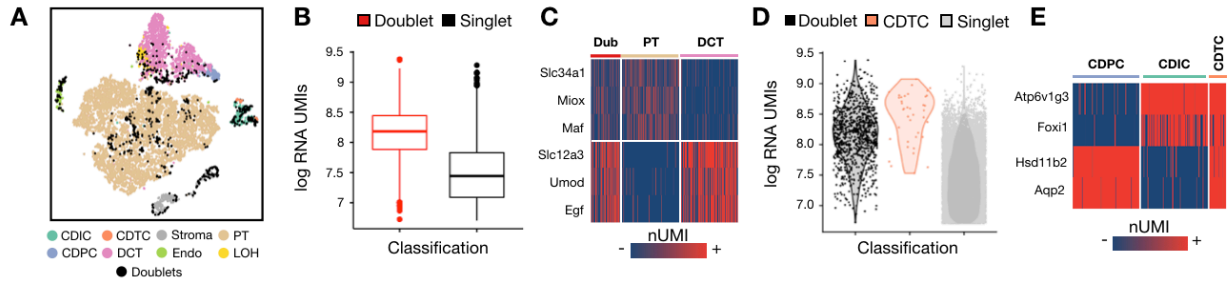 A
CDIC CDTC Stroma PT
CDPC DCT Endo LOH
Doublets
B
Doublet Singlet
log RNA UMIs
9.5
9
8.5
8
7.5
7
Classification
C
Dub PT DCT
Slc34a1
Miox
Maf
Slc12a3
Umod
Egf
nUMI
- +
D
Doublet CDTC Singlet
log RNA UMIs
9.5
9.0
8.5
8.0
7.5
7.0
Classification
E
CDPC CDIC CDTC
Atp6v1g3
Foxi1
Hsd11b2
Aqp2
nUMI
- +